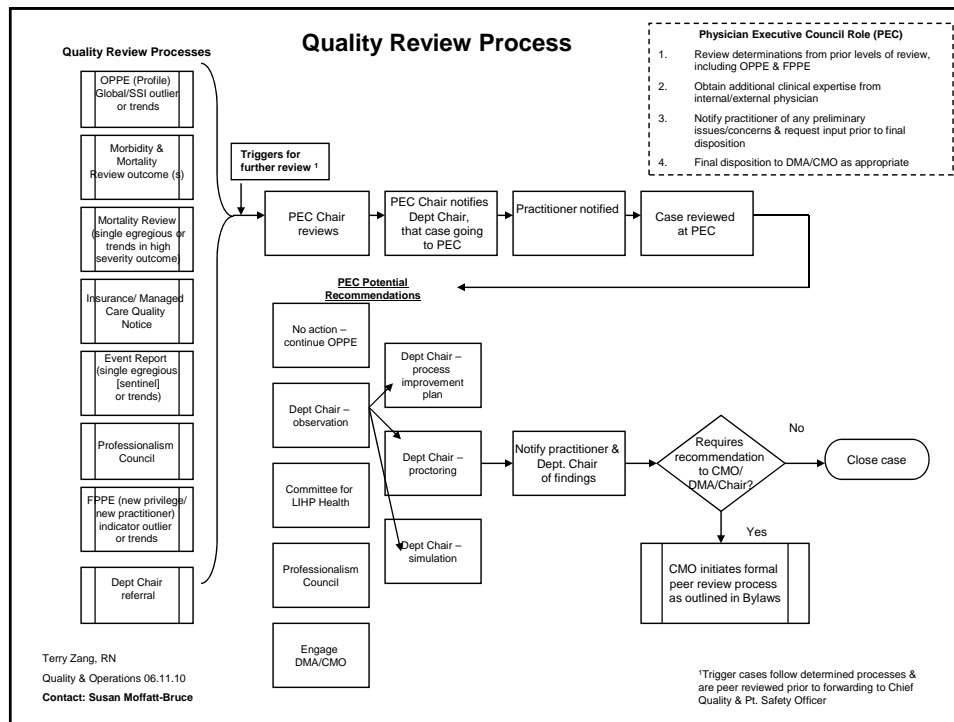 Quality Review Process
Quality Review Processes
OPPE (Profile)
Global/SSI outlier
or trends
Morbidity &
Mortality
Review outcome (s)
Mortality Review
(single egregious or
trends in high
severity outcome)
Insurance/ Managed
Care Quality
Notice
Event Report
(single egregious
[sentinel]
or trends)
Professionalism
Council
FPPE (new privilege/
new practitioner)
indicator outlier
or trends
Dept Chair
referral
Physician Executive Council Role (PEC)
1. Review determinations from prior levels of review,
including OPPE & FPPE
2. Obtain additional clinical expertise from
internal/external physician
3. Notify practitioner of any preliminary
issues/concerns & request input prior to final
disposition
4. Final disposition to DMA/CMO as appropriate
Triggers for
further review ¹
PEC Chair
reviews
PEC Chair notifies
Dept Chair,
that case going
to PEC
Practitioner notified
Case reviewed
at PEC
PEC Potential
Recommendations
No action –
continue OPPE
Dept Chair –
observation
Committee for
LIHP Health
Professionalism
Council
Engage
DMA/CMO
Dept Chair –
process
improvement
plan
Dept Chair –
proctoring
Dept Chair –
simulation
Notify practitioner &
Dept. Chair
of findings
Requires
recommendation
to CMO/
DMA/Chair?
No
Close case
Yes
CMO initiates formal
peer review process
as outlined in Bylaws
Terry Zang, RN
Quality & Operations 06.11.10
Contact: Susan Moffatt-Bruce
¹Trigger cases follow determined processes &
are peer reviewed prior to forwarding to Chief
Quality & Pt. Safety Officer